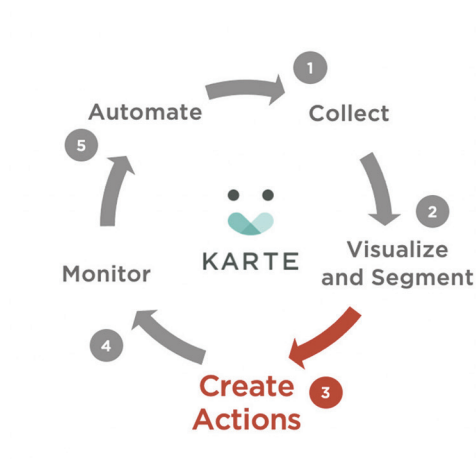 1
Collect
2
Visualize
and Segment
3
Create
Actions
4
Monitor
5
Automate
KARTE